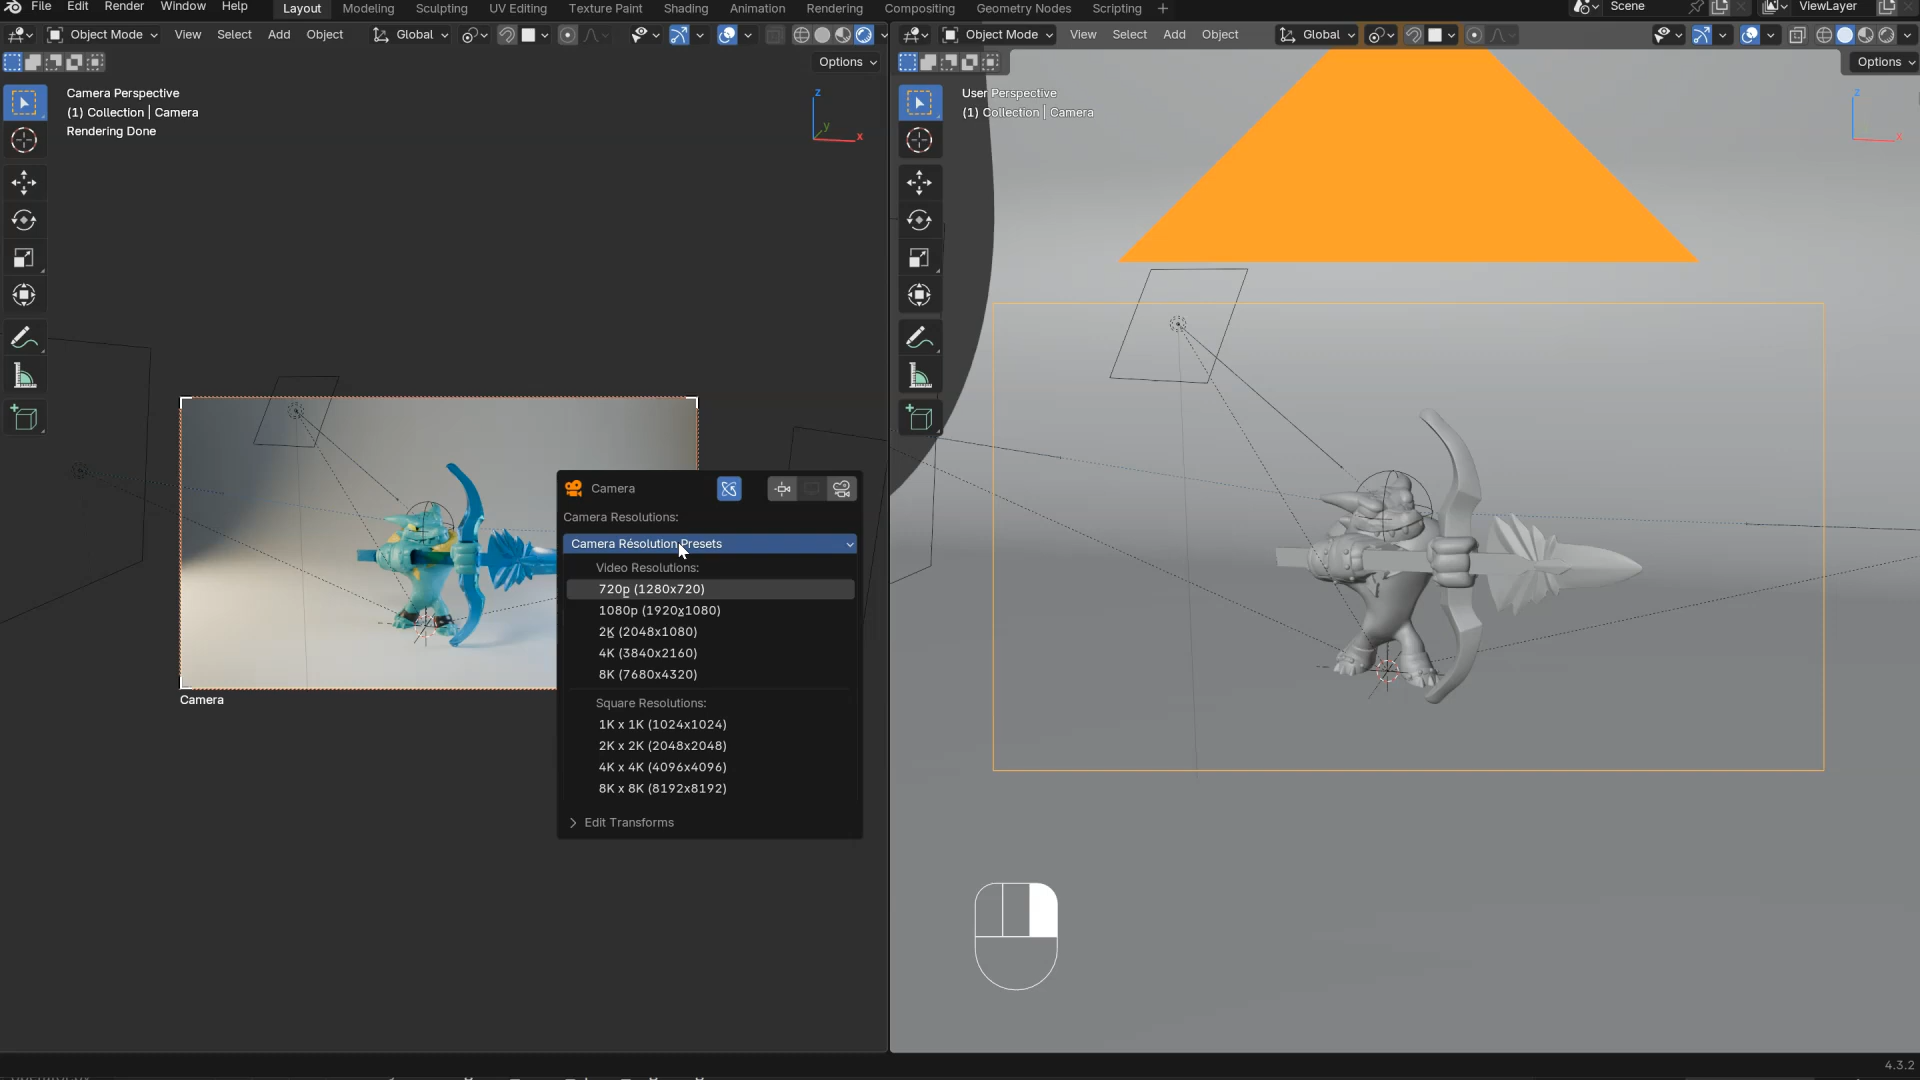 File Edit Render Window Help Layout Modeling Sculpting UV Editing Texture Paint Shading Animation Rendering Compositing Geometry Nodes Scripting Scene ViewLayer
Object Mode View Select Add Object Global
Options
Camera Perspective
(1) Collection | Camera
Rendering Done
z
y
x
Camera
Camera
Camera Resolutions:
Camera Resolution Presets
Video Resolutions:
720p (1280x720)
1080p (1920x1080)
2K (2048x1080)
4K (3840x2160)
8K (7680x4320)
Square Resolutions:
1K x 1K (1024x1024)
2K x 2K (2048x2048)
4K x 4K (4096x4096)
8K x 8K (8192x8192)
Edit Transforms
Object Mode View Select Add Object Global
Options
User Perspective
(1) Collection | Camera
z
x
4.3.2